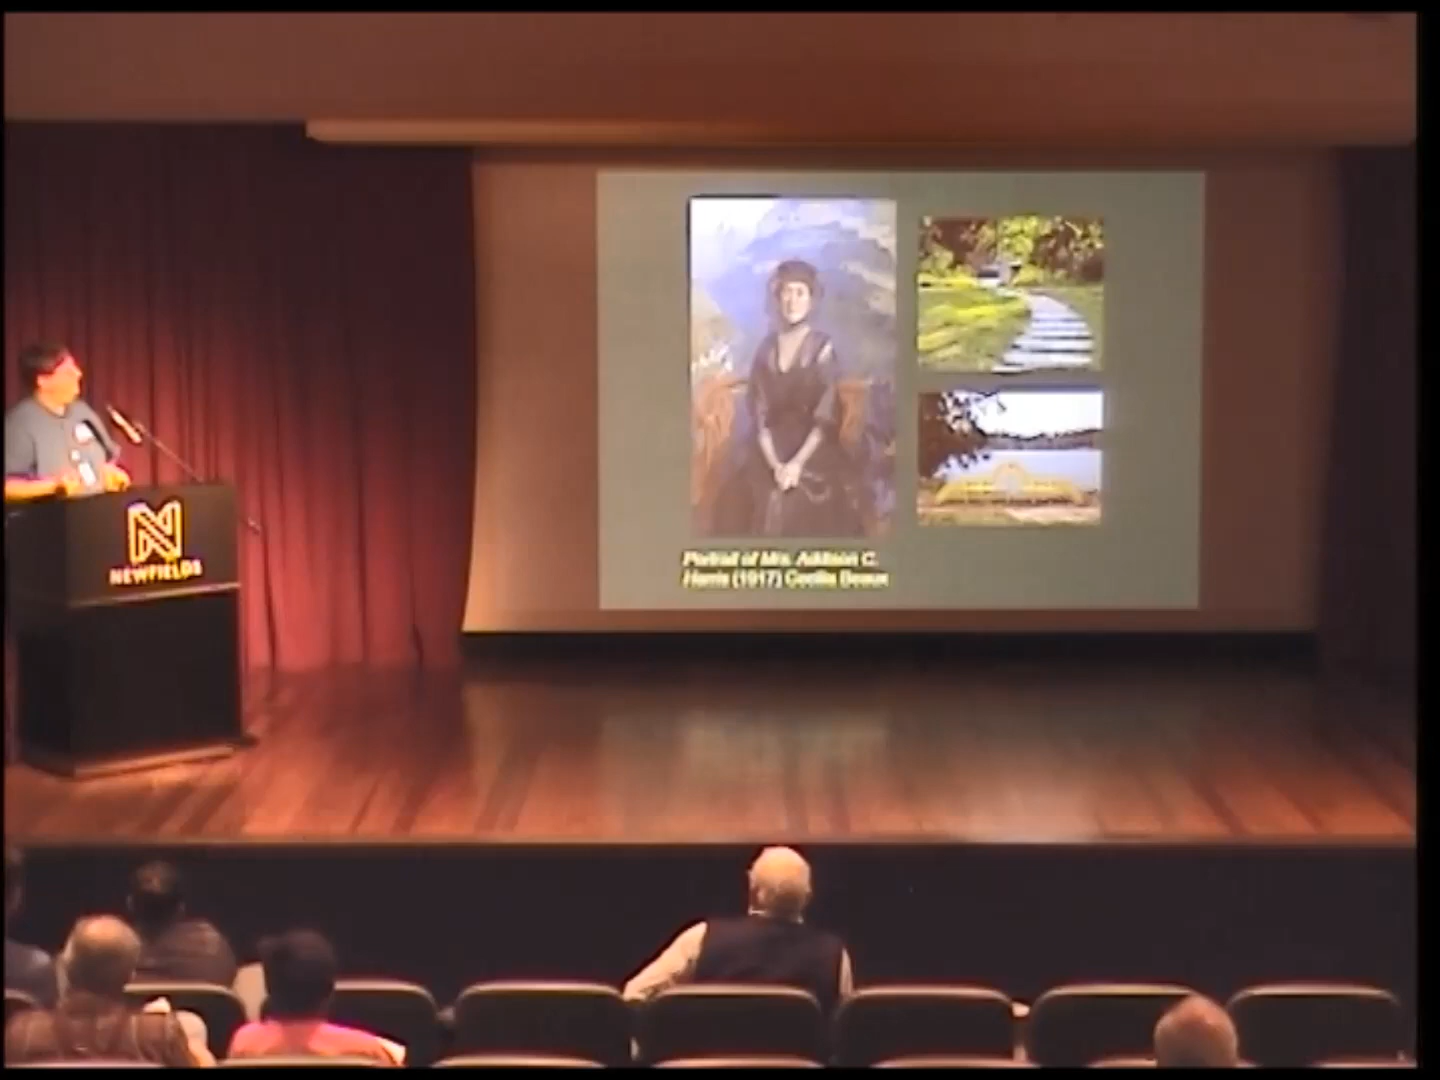 NEWFIELDS
Portrait of Mrs. Addison C.
Harris (1917) Cecilia Beaux